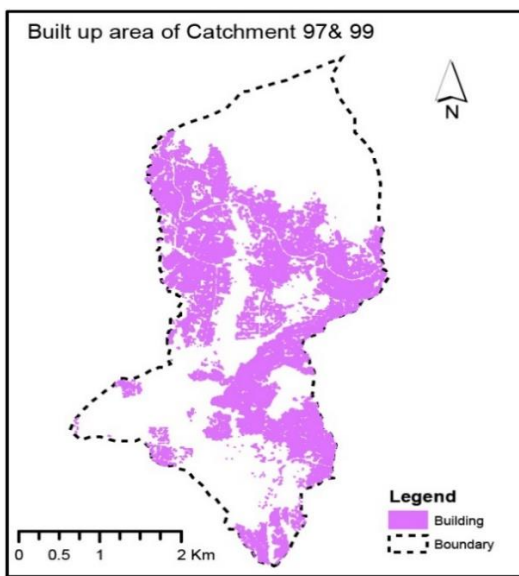 Built up area of Catchment 97& 99
N
Legend
Building
Boundary
0 0.5 1 2 Km